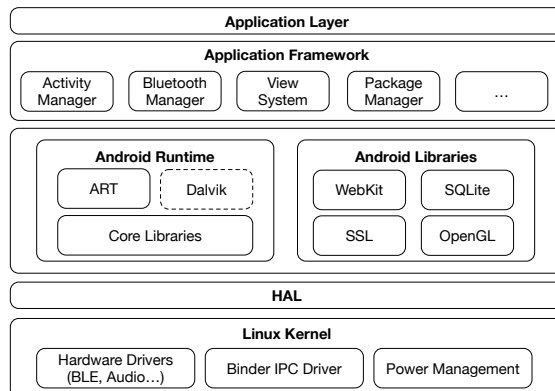 Application Layer
Application Framework
Activity
Manager
Bluetooth
Manager
View
System
Package
Manager
...
Android Runtime
ART
Dalvik
Core Libraries
Android Libraries
WebKit
SQLite
SSL
OpenGL
HAL
Linux Kernel
Hardware Drivers
(BLE, Audio...)
Binder IPC Driver
Power Management